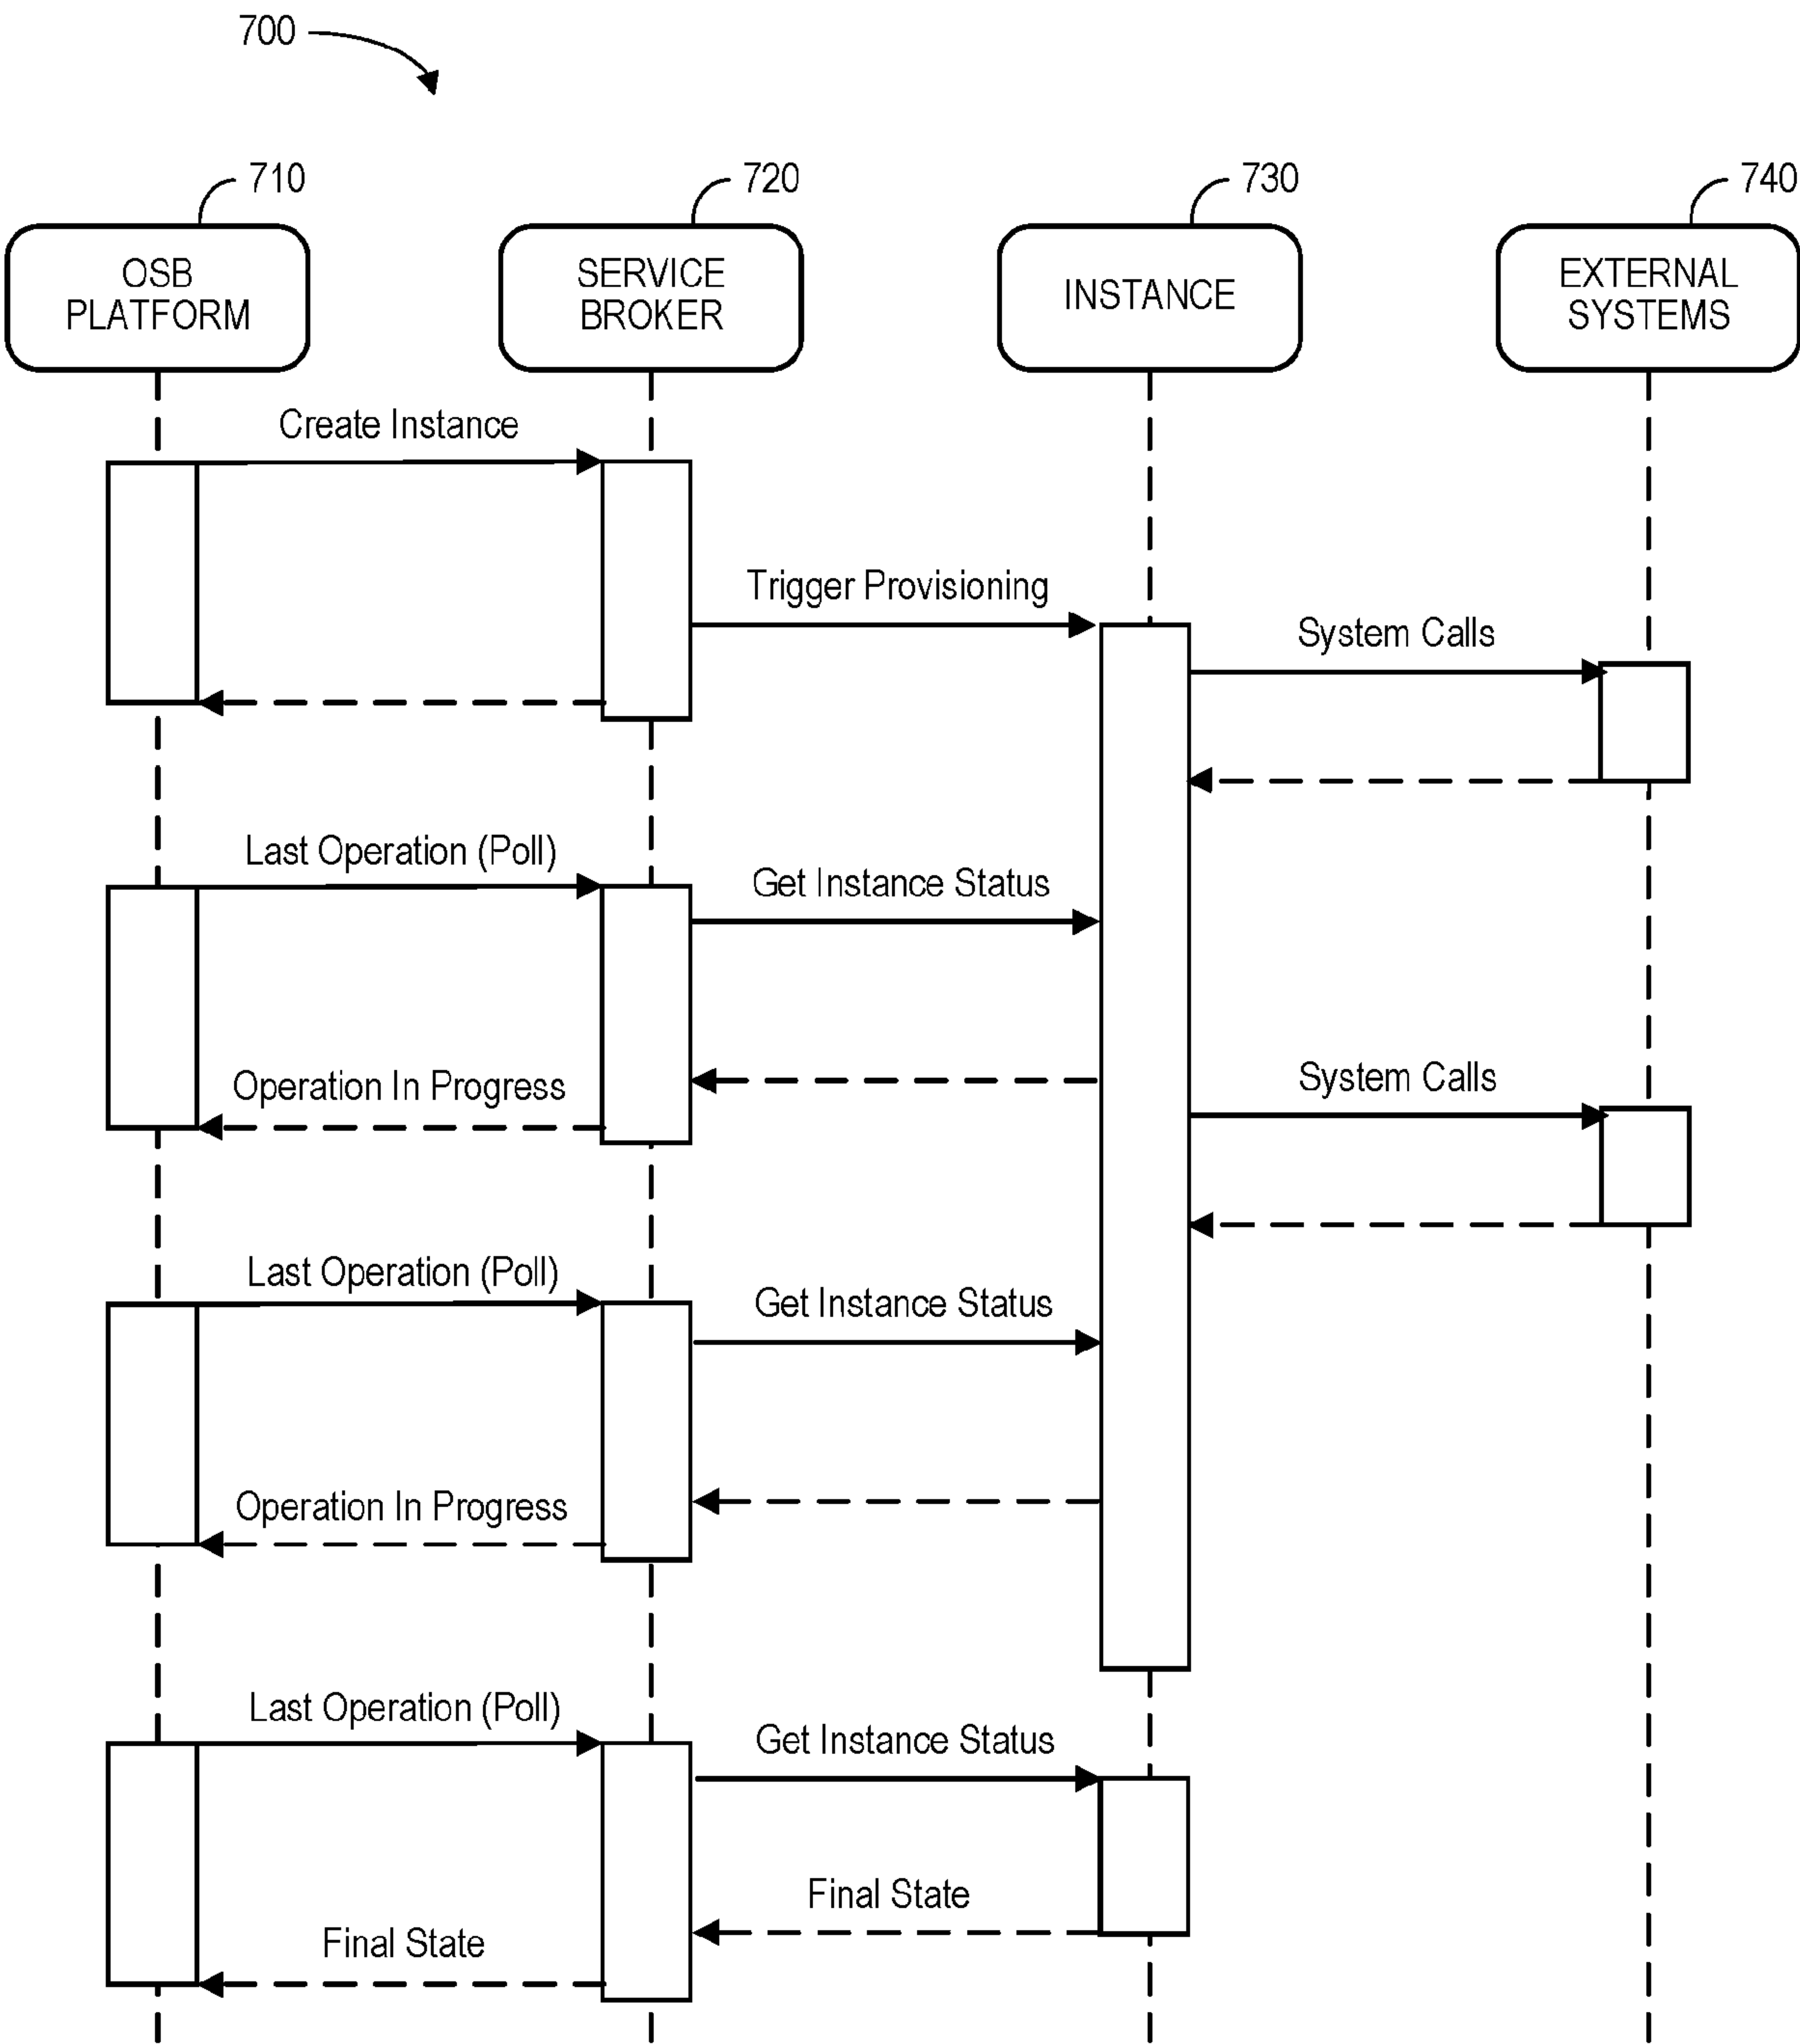 700
710
720
730
740
OSB
PLATFORM
SERVICE
BROKER
INSTANCE
EXTERNAL
SYSTEMS
Create Instance
Trigger Provisioning
System Calls
Last Operation (Poll)
Get Instance Status
System Calls
Operation In Progress
Last Operation (Poll)
Get Instance Status
Operation In Progress
Last Operation (Poll)
Get Instance Status
Final State
Final State